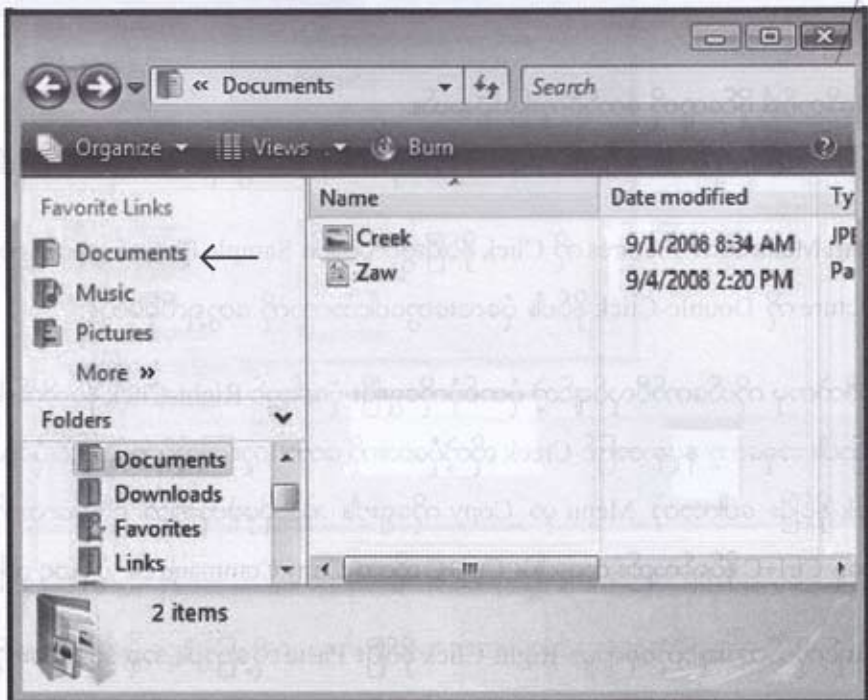 « Documents
Search
Organize Views Burn
Favorite Links
Documents
Music
Pictures
More »
Folders
Documents
Downloads
Favorites
Links
Name Date modified Ty
Creek 9/1/2008 8:34 AM JPE
Zaw 9/4/2008 2:20 PM Pa
2 items